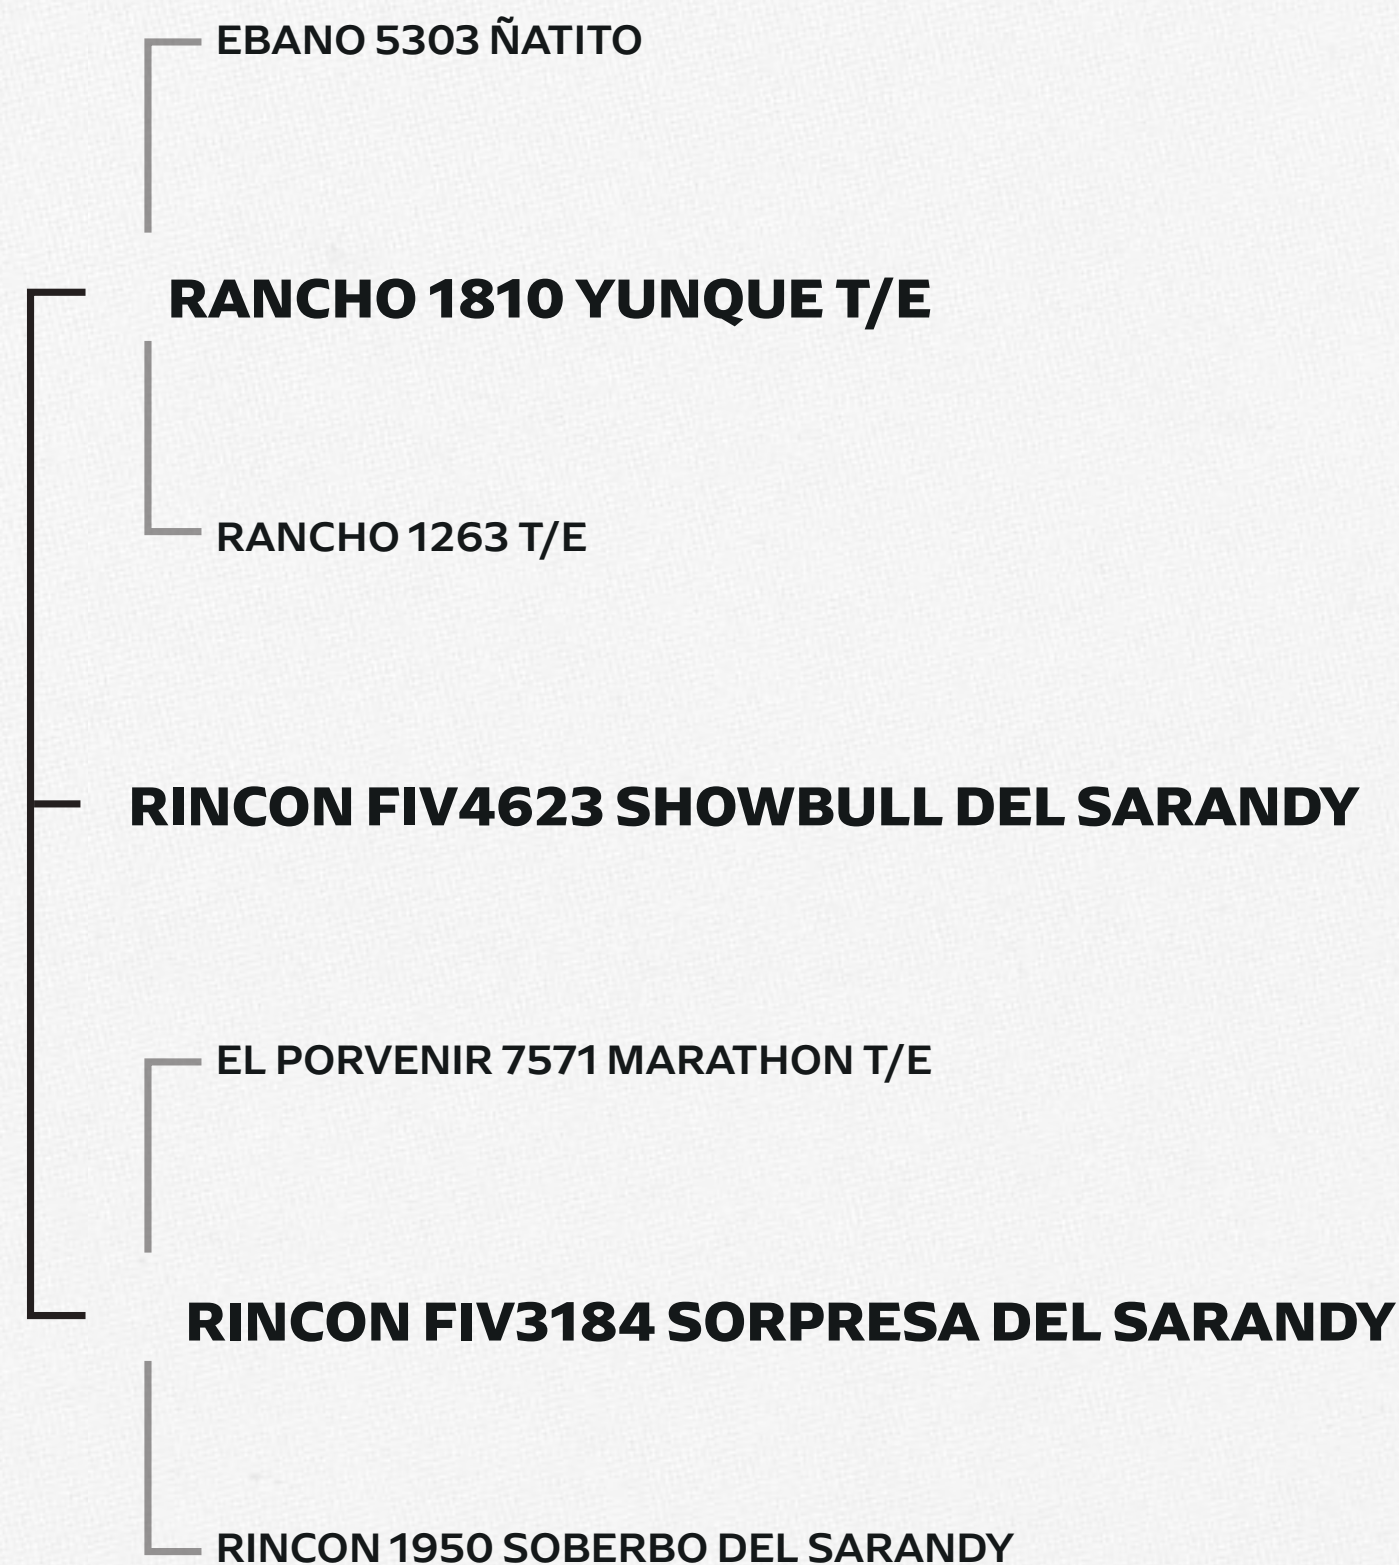 EBANO 5303 ÑATITO
RANCHO 1810 YUNQUE T/E
RANCHO 1263 T/E
RINCON FIV4623 SHOWBULL DEL SARANDY
EL PORVENIR 7571 MARATHON T/E
RINCON FIV3184 SORPRESA DEL SARANDY
RINCON 1950 SOBERBO DEL SARANDY